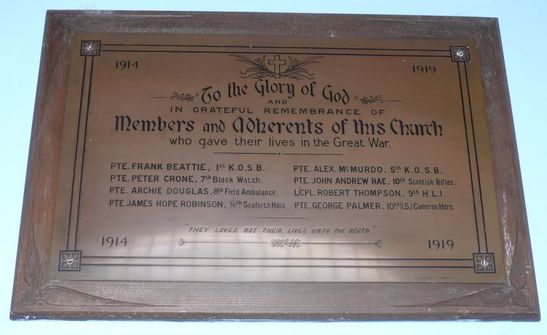 1914 1919
"To the Glory of God"
AND
IN GRATEFUL REMEMBRANCE OF
Members and Adherents of this Church
who gave their lives in the Great War.
PTE. FRANK BEATTIE, 1st K.O.S.B.. PTE. ALEX. McMURDO, 5th K.O.S.B..
PTE. PETER CRONE, 7th Black Watch. PTE. JOHN ANDREW RAE, 10th Scottish Rifles.
PTE. ARCHIE DOUGLAS, 8th Field Ambulance. L/CPL. ROBERT THOMPSON, 9th H.L.I.
PTE. JAMES HOPE ROBINSON, Seaforth Hdrs. PTE. GEORGE PALMER, 10th (I.S.) Cameron Hdrs.
"THEY LOVED NOT THEIR LIVES UNTO THE DEATH"
1914 1919